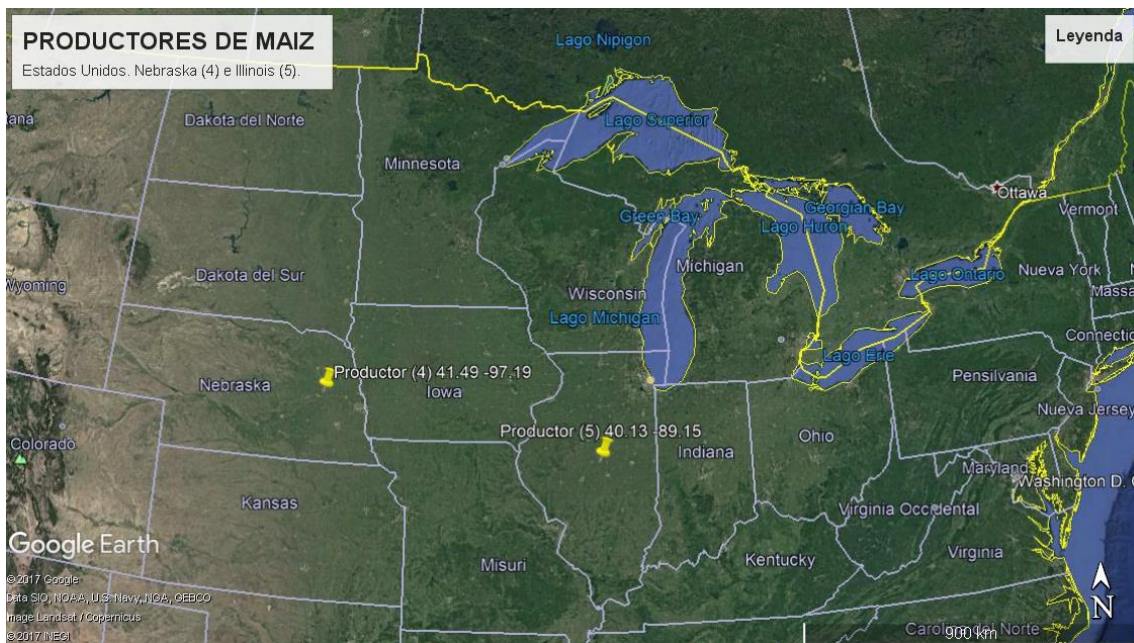 PRODUCTORES DE MAIZ
Estados Unidos. Nebraska (4) e Illinois (5).
Leyenda
Lago Nipigon
Dakota del Norte
Minnesota
Lago Superior
Ottawa
Vermont
Green Bay
Georgian Bay
Lago Huron
Míchigan
Lago Ontario
Nueva York
Massa
Wyoming
Dakota del Sur
Wisconsin
Lago Michigan
Connectic
Lago Erie
Pensilvania
Nebraska
Productor (4) 41.49 -97.19
Iowa
Nueva Jersey
Productor (5) 40.13 -89.15
Ohio
Colorado
Indiana
Maryland
Washington D. C
Kansas
Virginia Occidental
Virginia
Google Earth
Misuri
Kentucky
© 2017 Google
Data SIO, NOAA, U.S. Navy, NGA, GEBCO
Image Landsat / Copernicus
© 2017 INEGI
N
Carolina del Norte
900 km